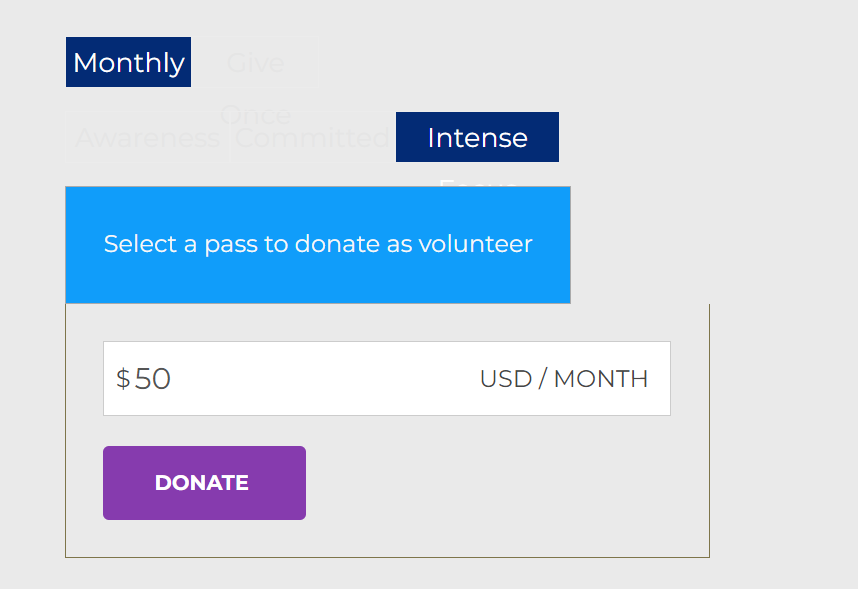 Monthly Give
Once
Awareness Committed Intense
Focus
Select a pass to donate as volunteer
$50 USD / MONTH
DONATE